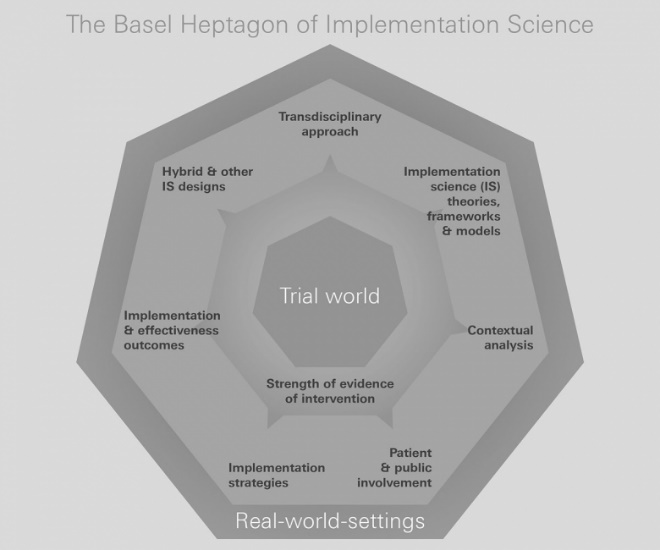 The Basel Heptagon of Implementation Science
Transdisciplinary
approach
Hybrid & other
IS designs
Implementation
science (IS)
theories,
frameworks
& models
Trial world
Implementation
& effectiveness
outcomes
Contextual
analysis
Strength of evidence
of intervention
Implementation
strategies
Patient
& public
involvement
Real-world-settings